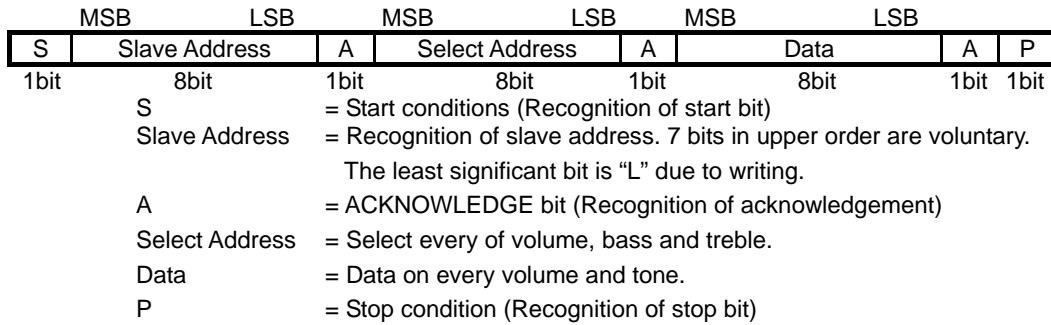 MSB LSB MSB LSB MSB LSB
S Slave Address A Select Address A Data A P
1bit 8bit 1bit 8bit 1bit 8bit 1bit 1bit
S = Start conditions (Recognition of start bit)
Slave Address = Recognition of slave address. 7 bits in upper order are voluntary.
The least significant bit is “L” due to writing.
A = ACKNOWLEDGE bit (Recognition of acknowledgement)
Select Address = Select every of volume, bass and treble.
Data = Data on every volume and tone.
P = Stop condition (Recognition of stop bit)